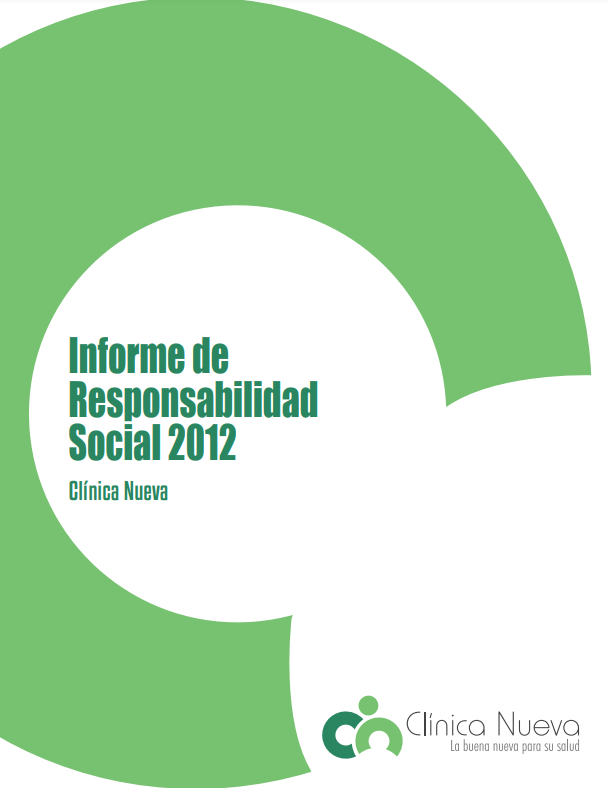 Informe de
Responsabilidad
Social 2012
Clínica Nueva
Clínica Nueva
La buena nueva para su salud